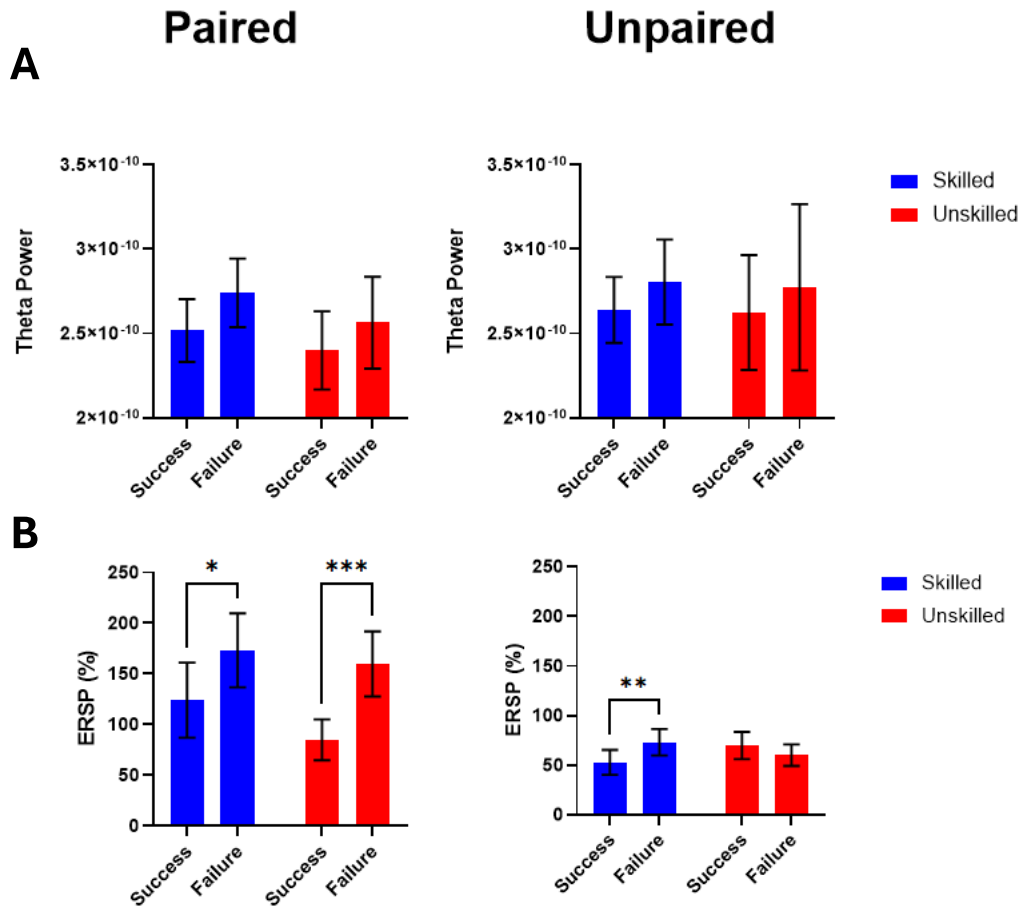 Paired
Unpaired
A
Theta Power
3.5×10⁻¹⁰
3×10⁻¹⁰
2.5×10⁻¹⁰
2×10⁻¹⁰
Success
Failure
Success
Failure
Theta Power
3.5×10⁻¹⁰
3×10⁻¹⁰
2.5×10⁻¹⁰
2×10⁻¹⁰
Success
Failure
Success
Failure
Skilled
Unskilled
B
ERSP (%)
250
200
150
100
50
0
*
***
Success
Failure
Success
Failure
ERSP (%)
250
200
150
100
50
0
**
Success
Failure
Success
Failure
Skilled
Unskilled